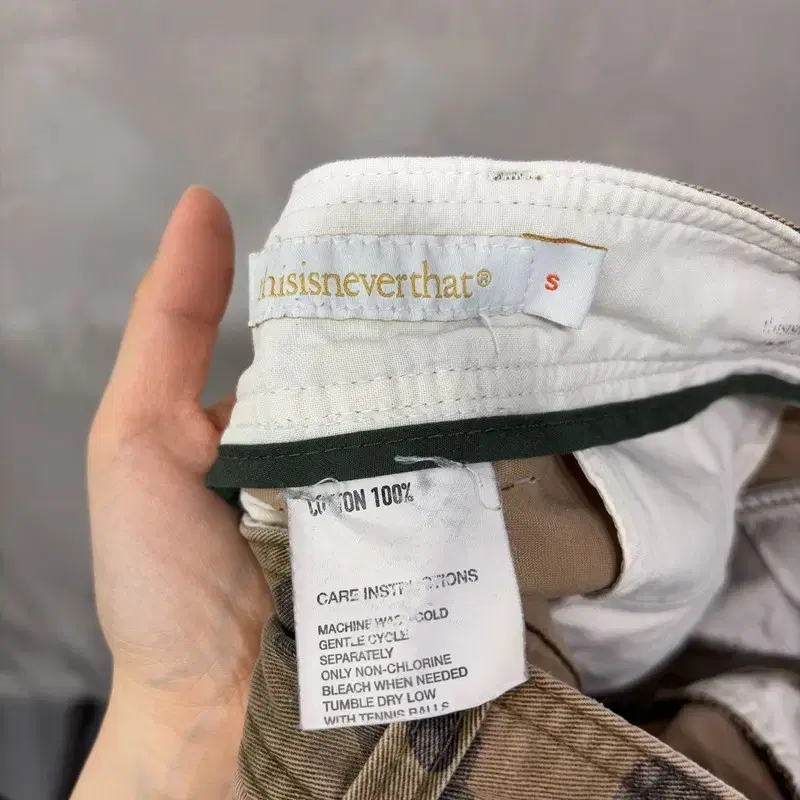 thisisneverthat®
S
COTTON 100%
CARE INSTRUCTIONS
MACHINE WASH COLD
GENTLE CYCLE
SEPARATELY
ONLY NON-CHLORINE
BLEACH WHEN NEEDED
TUMBLE DRY LOW
WITH TENNIS BALLS